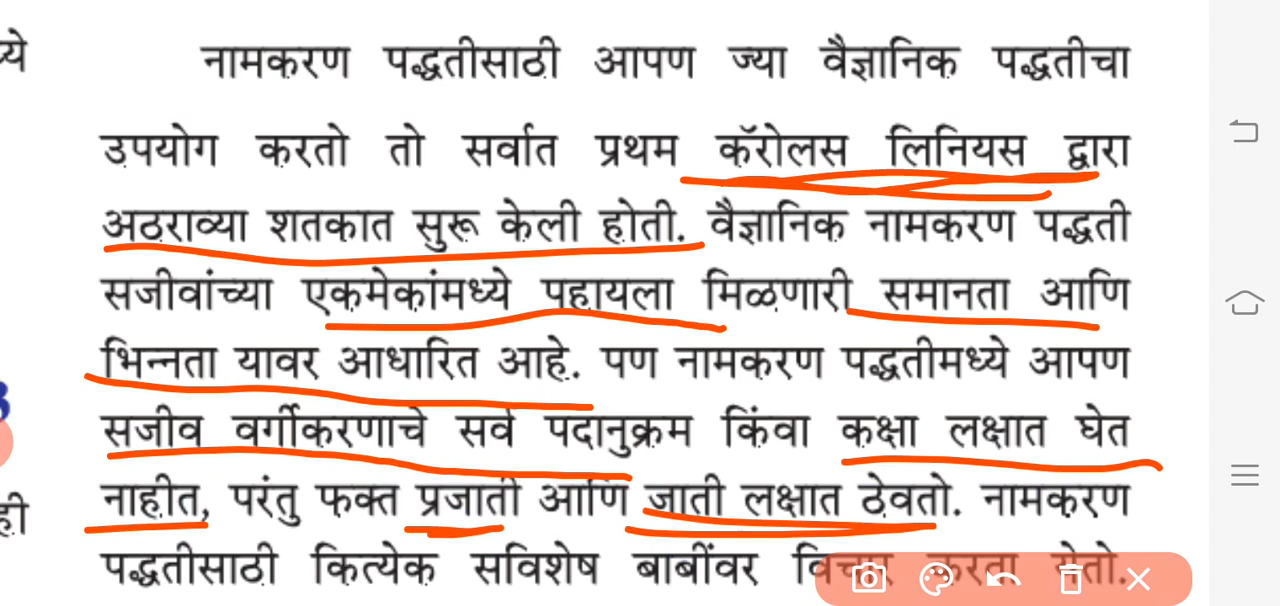 नामकरण पद्धतीसाठी आपण ज्या वैज्ञानिक पद्धतीचा
उपयोग करतो तो सर्वात प्रथम कॅरोलस लिनियस द्वारा
अठराव्या शतकात सुरू केली होती. वैज्ञानिक नामकरण पद्धती
सजीवांच्या एकमेकांमध्ये पहायला मिळणारी समानता आणि
भिन्नता यावर आधारित आहे. पण नामकरण पद्धतीमध्ये आपण
सजीव वर्गीकरणाचे सर्व पदानुक्रम किंवा कक्षा लक्षात घेत
नाहीत, परंतु फक्त प्रजाती आणि जाती लक्षात ठेवतो. नामकरण
पद्धतीसाठी कित्येक सविशेष बाबींवर विचार करता येतो.